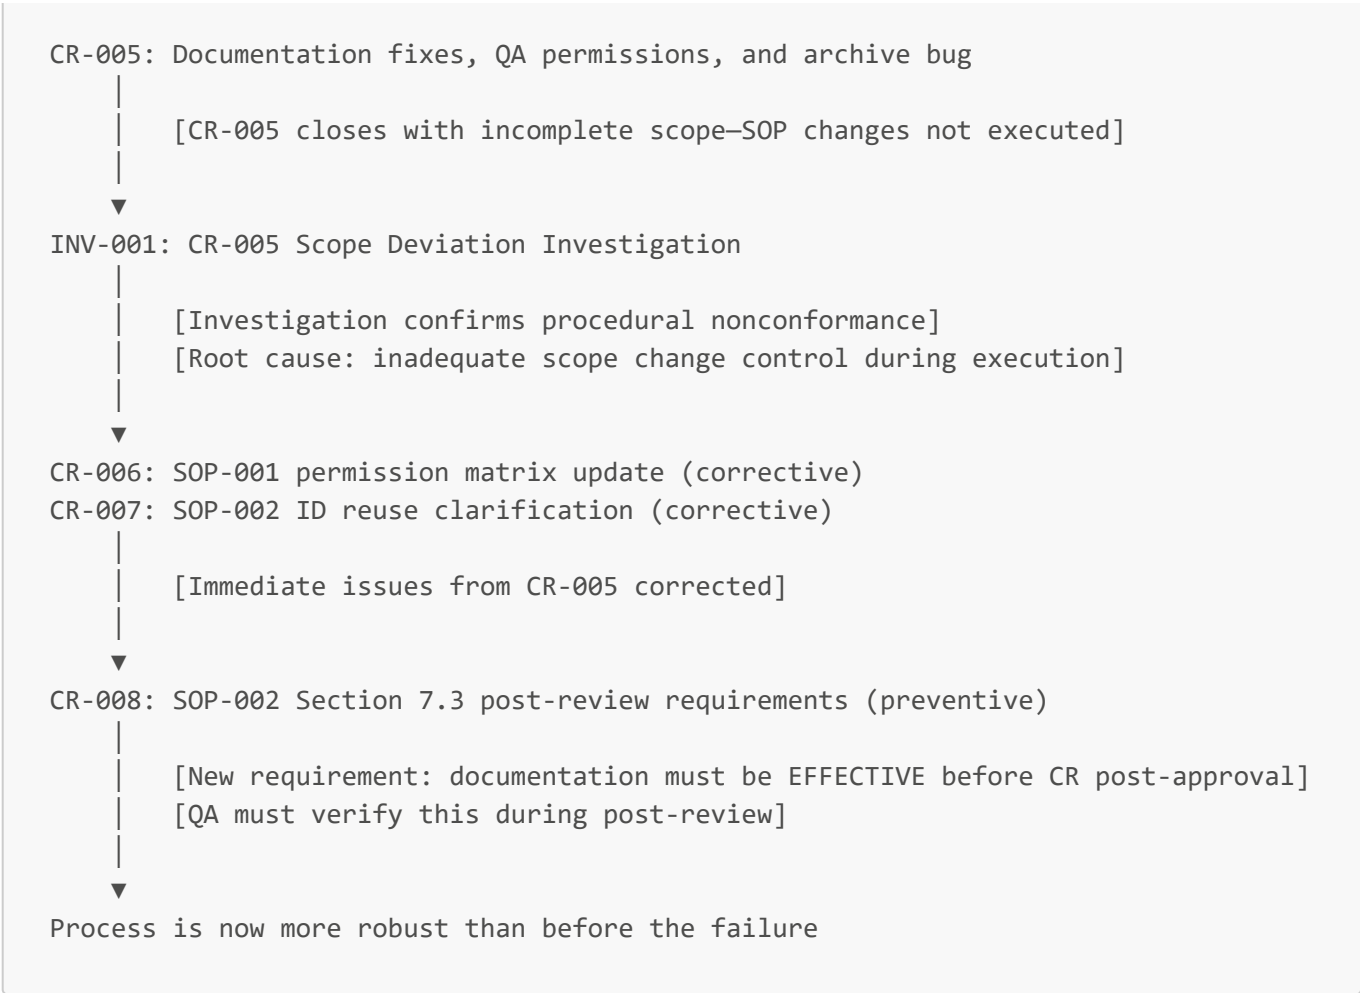 CR-005: Documentation fixes, QA permissions, and archive bug
[CR-005 closes with incomplete scope—SOP changes not executed]
INV-001: CR-005 Scope Deviation Investigation
[Investigation confirms procedural nonconformance]
[Root cause: inadequate scope change control during execution]
CR-006: SOP-001 permission matrix update (corrective)
CR-007: SOP-002 ID reuse clarification (corrective)
[Immediate issues from CR-005 corrected]
CR-008: SOP-002 Section 7.3 post-review requirements (preventive)
[New requirement: documentation must be EFFECTIVE before CR post-approval]
[QA must verify this during post-review]
Process is now more robust than before the failure